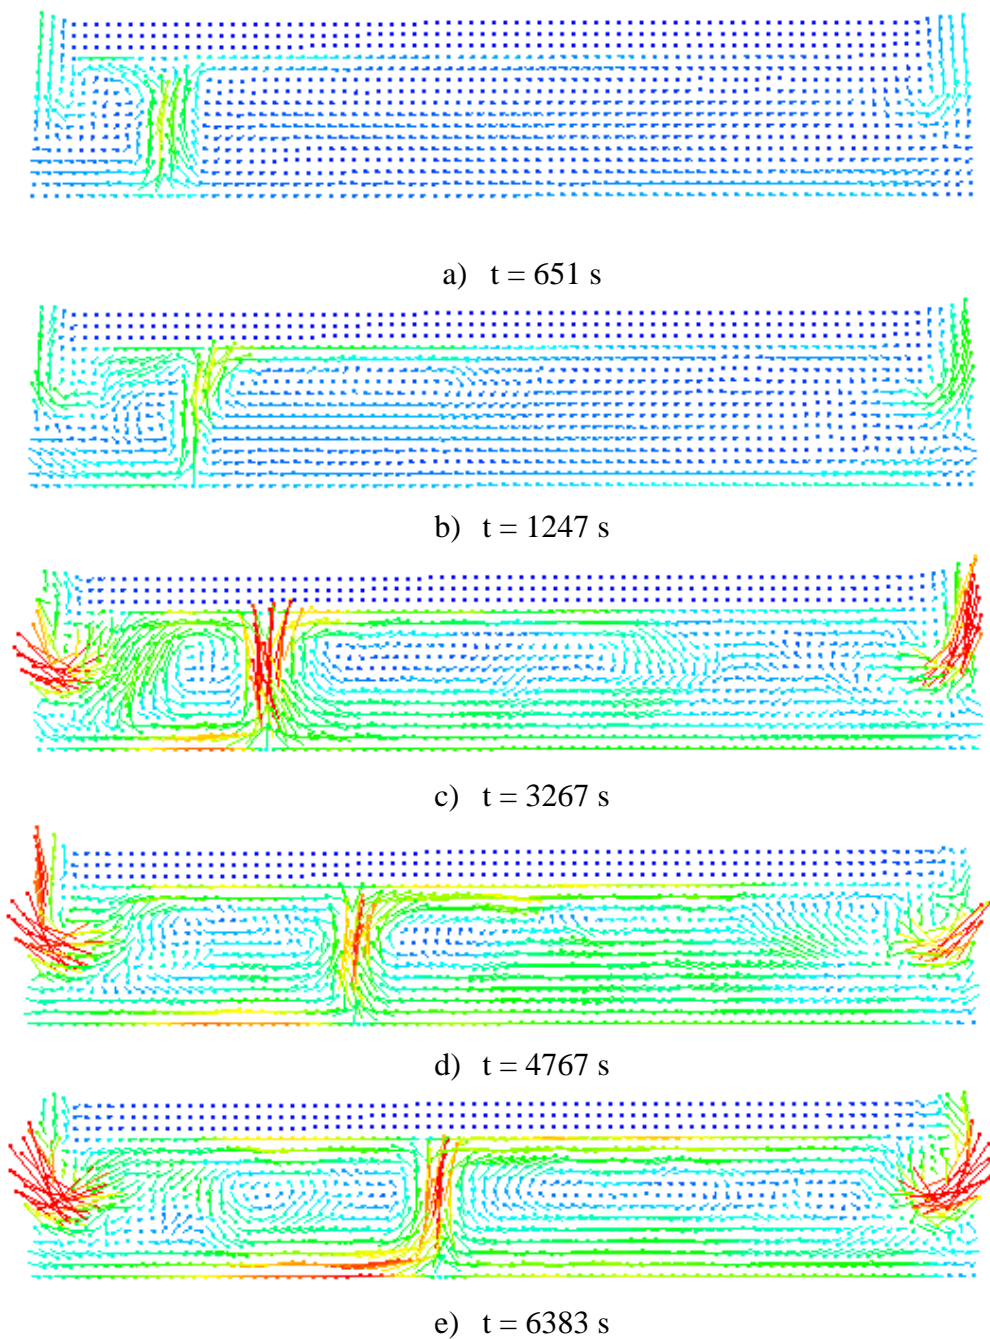 a) t = 651 s
b) t = 1247 s
c) t = 3267 s
d) t = 4767 s
e) t = 6383 s